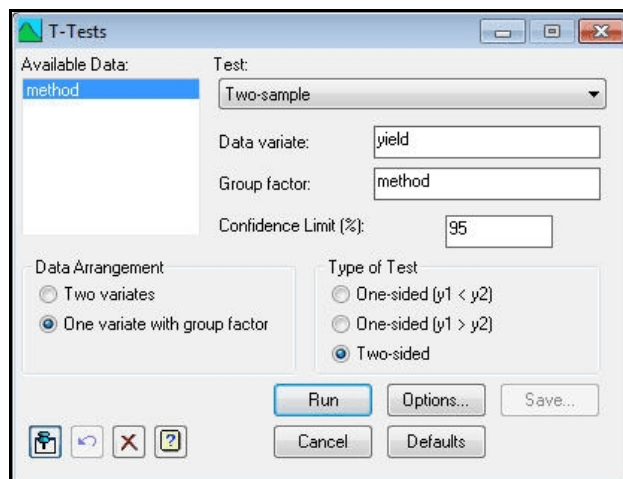 T-Tests
Available Data:
method
Test:
Two-sample
Data variate:
yield
Group factor:
method
Confidence Limit (%):
95
Data Arrangement
Two variates
One variate with group factor
Type of Test
One-sided (y1 < y2)
One-sided (y1 > y2)
Two-sided
Run
Options...
Save...
Cancel
Defaults
?